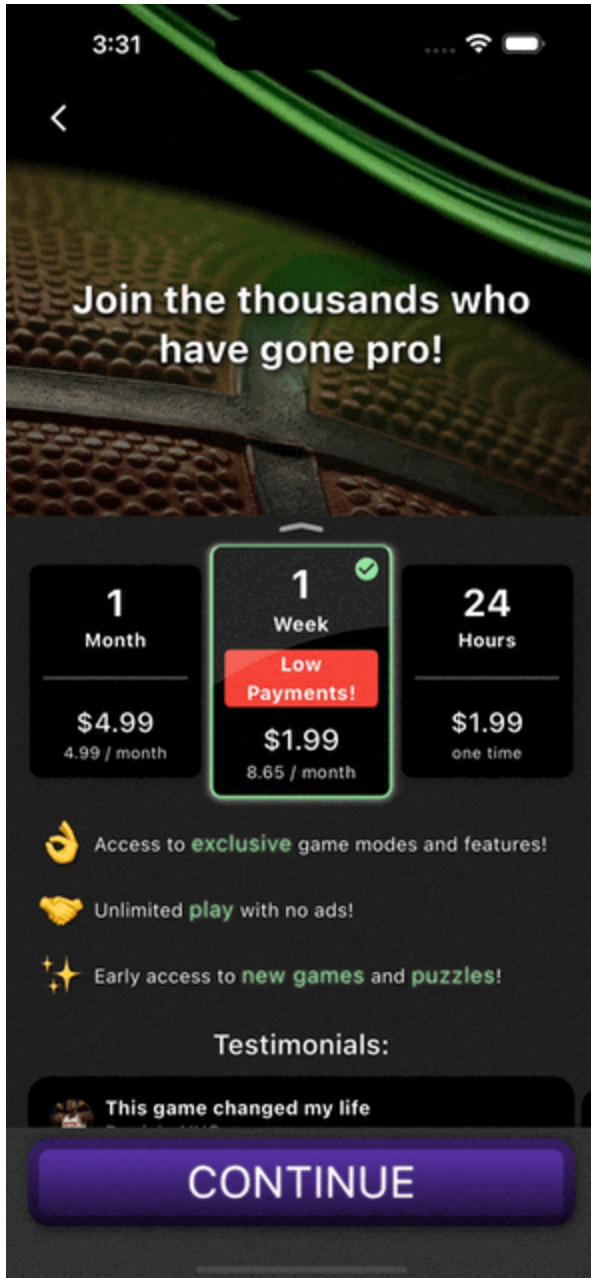 3:31
Join the thousands who
have gone pro!
1
Month
$4.99
4.99 / month
1
Week
Low
Payments!
$1.99
8.65 / month
24
Hours
$1.99
one time
Access to exclusive game modes and features!
Unlimited play with no ads!
Early access to new games and puzzles!
Testimonials:
This game changed my life
CONTINUE